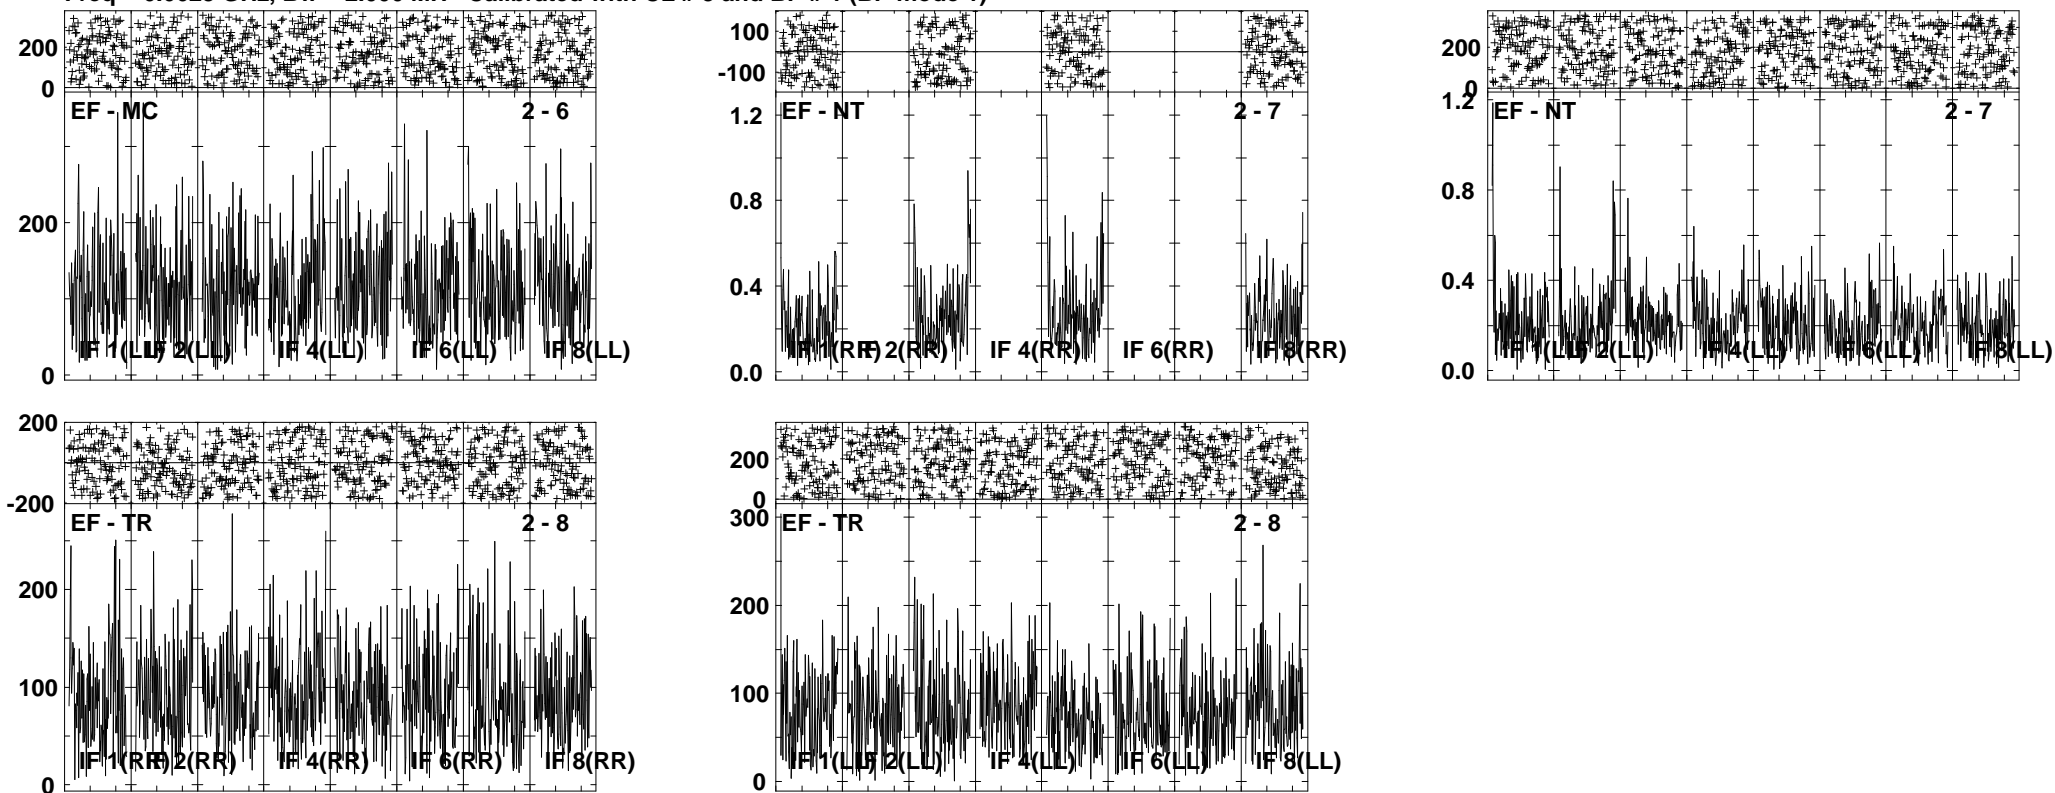 200
0
EF - MC 2 - 6
200
0
IF 1(LL) IF 2(LL) IF 4(LL) IF 6(LL) IF 8(LL)
100
-100
EF - NT 2 - 7
1.2
0.8
0.4
0.0
IF 1(RR) IF 2(RR) IF 4(RR) IF 6(RR) IF 8(RR)
200
0
EF - NT 2 - 7
1.2
0.8
0.4
0.0
IF 1(LL) IF 2(LL) IF 4(LL) IF 6(LL) IF 8(LL)
200
-200
EF - TR 2 - 8
200
100
0
IF 1(RR) IF 2(RR) IF 4(RR) IF 6(RR) IF 8(RR)
200
0
EF - TR 2 - 8
300
200
100
0
IF 1(LL) IF 2(LL) IF 4(LL) IF 6(LL) IF 8(LL)